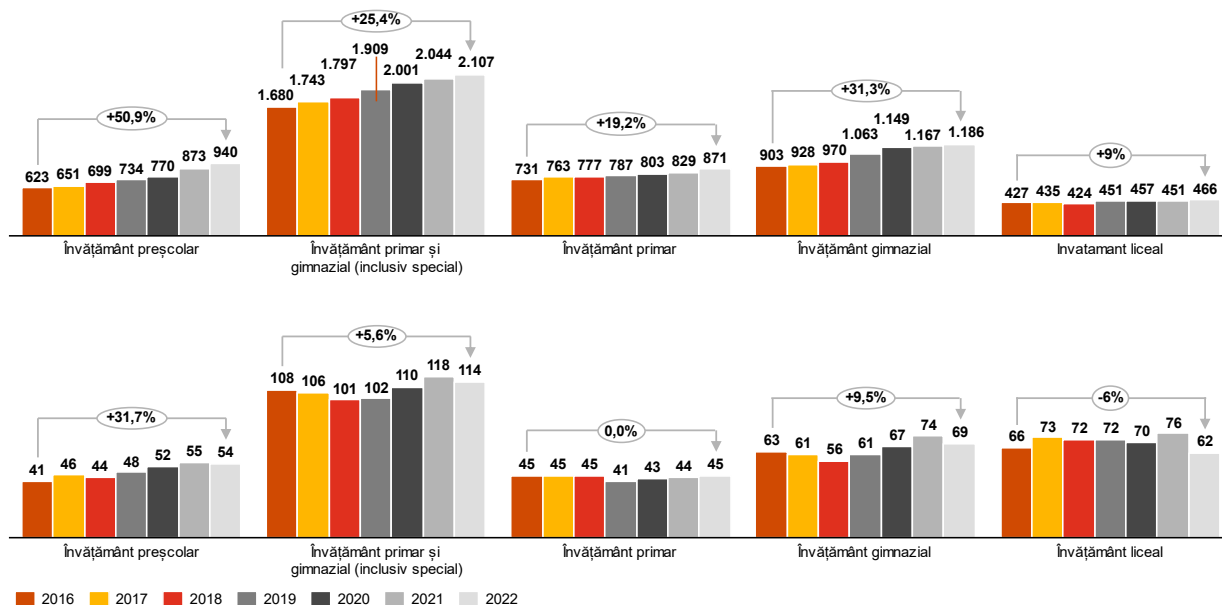 +50,9%
623 651 699 734 770 873 940
Învățământ preșcolar
+25,4%
1.680 1.743 1.797 1.909 2.001 2.044 2.107
Învățământ primar și
gimnazial (inclusiv special)
+19,2%
731 763 777 787 803 829 871
Învățământ primar
+31,3%
903 928 970 1.063 1.149 1.167 1.186
Învățământ gimnazial
+9%
427 435 424 451 457 451 466
Invatamant liceal
+31,7%
41 46 44 48 52 55 54
Învățământ preșcolar
+5,6%
108 106 101 102 110 118 114
Învățământ primar și
gimnazial (inclusiv special)
0,0%
45 45 45 41 43 44 45
Învățământ primar
+9,5%
63 61 56 61 67 74 69
Învățământ gimnazial
-6%
66 73 72 72 70 76 62
Învățământ liceal
2016 2017 2018 2019 2020 2021 2022